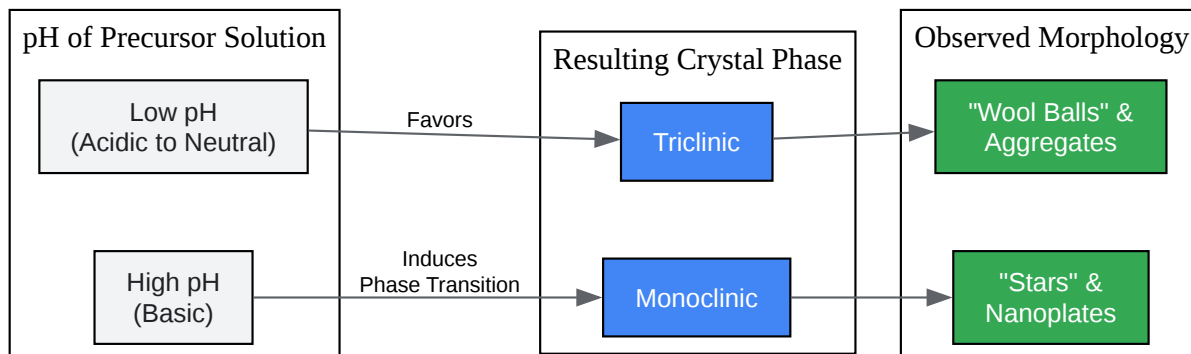 pH of Precursor Solution
Low pH
(Acidic to Neutral)
High pH
(Basic)
Favors
Induces
Phase Transition
Resulting Crystal Phase
Triclinic
Monoclinic
Observed Morphology
"Wool Balls" &
Aggregates
"Stars" &
Nanoplates